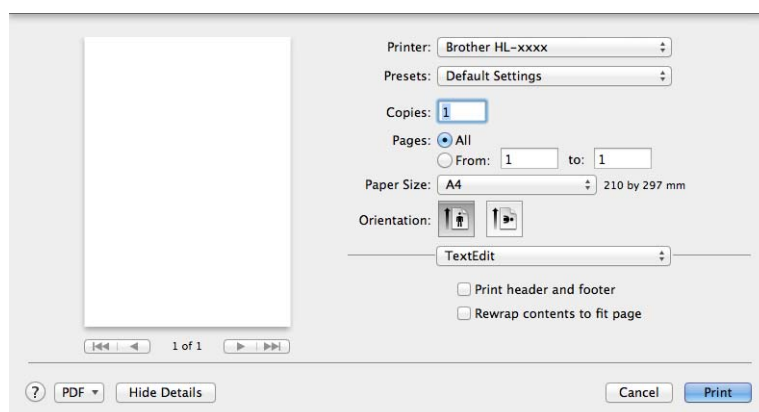 Printer: Brother HL-xxxx
Presets: Default Settings
Copies: 1
Pages: All
From: 1 to: 1
Paper Size: A4 210 by 297 mm
Orientation:
TextEdit
Print header and footer
Rewrap contents to fit page
1 of 1
? PDF Hide Details Cancel Print